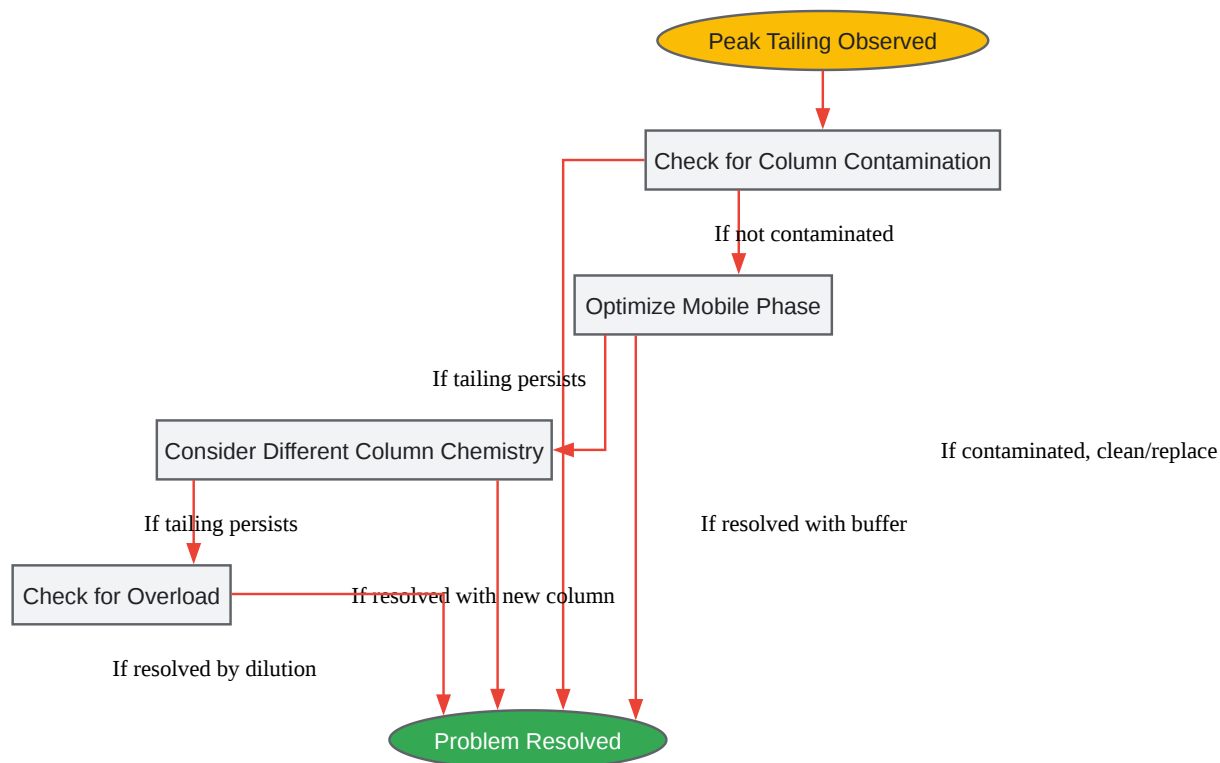 Peak Tailing Observed
Check for Column Contamination
If not contaminated
Optimize Mobile Phase
If tailing persists
Consider Different Column Chemistry
If contaminated, clean/replace
If tailing persists
If resolved with buffer
Check for Overload
If resolved with new column
If resolved by dilution
Problem Resolved